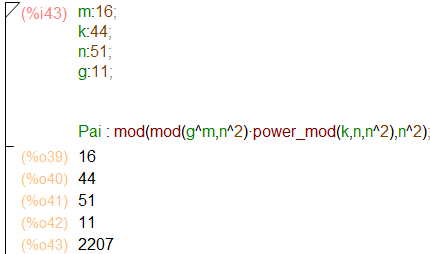 (%i43) m:16;
k:44;
n:51;
g:11;
Pai : mod(mod(g^m,n^2)·power_mod(k,n,n^2),n^2);
(%o39) 16
(%o40) 44
(%o41) 51
(%o42) 11
(%o43) 2207